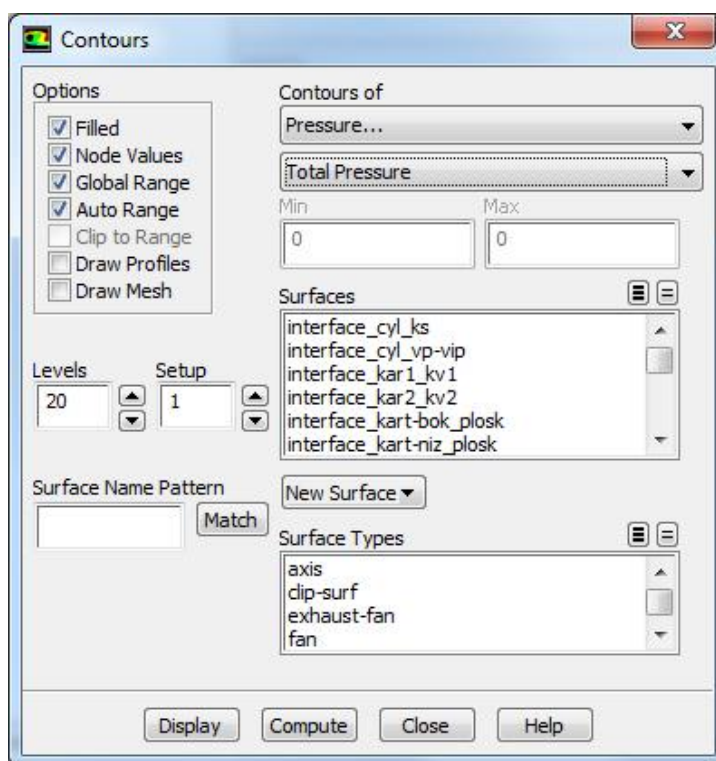 Contours
Options
Filled
Node Values
Global Range
Auto Range
Clip to Range
Draw Profiles
Draw Mesh
Levels
Setup
20
1
Surface Name Pattern
Match
Contours of
Pressure...
Total Pressure
Min
Max
0
0
Surfaces
interface_cyl_ks
interface_cyl_vp-vip
interface_kar1_kv1
interface_kar2_kv2
interface_kart-bok_plosk
interface_kart-niz_plosk
New Surface
Surface Types
axis
clip-surf
exhaust-fan
fan
Display
Compute
Close
Help